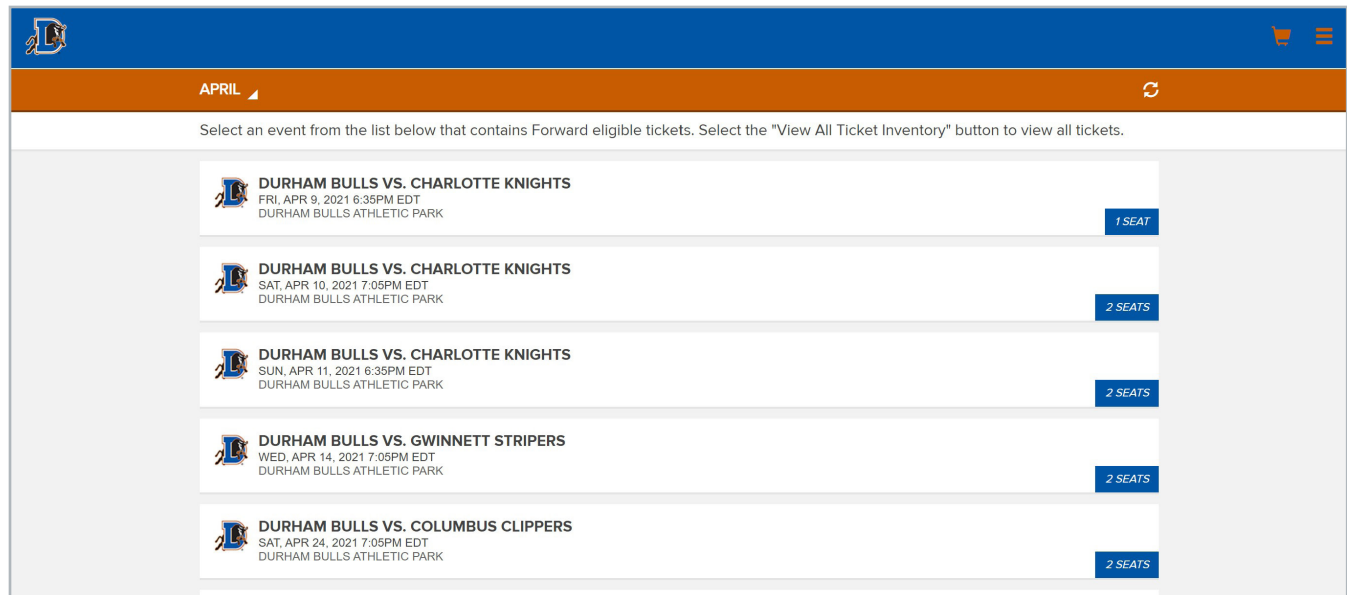 APRIL
Select an event from the list below that contains Forward eligible tickets. Select the "View All Ticket Inventory" button to view all tickets.
DURHAM BULLS VS. CHARLOTTE KNIGHTS
FRI, APR 9, 2021 6:35PM EDT
DURHAM BULLS ATHLETIC PARK
1 SEAT
DURHAM BULLS VS. CHARLOTTE KNIGHTS
SAT, APR 10, 2021 7:05PM EDT
DURHAM BULLS ATHLETIC PARK
2 SEATS
DURHAM BULLS VS. CHARLOTTE KNIGHTS
SUN, APR 11, 2021 6:35PM EDT
DURHAM BULLS ATHLETIC PARK
2 SEATS
DURHAM BULLS VS. GWINNETT STRIPERS
WED, APR 14, 2021 7:05PM EDT
DURHAM BULLS ATHLETIC PARK
2 SEATS
DURHAM BULLS VS. COLUMBUS CLIPPERS
SAT, APR 24, 2021 7:05PM EDT
DURHAM BULLS ATHLETIC PARK
2 SEATS